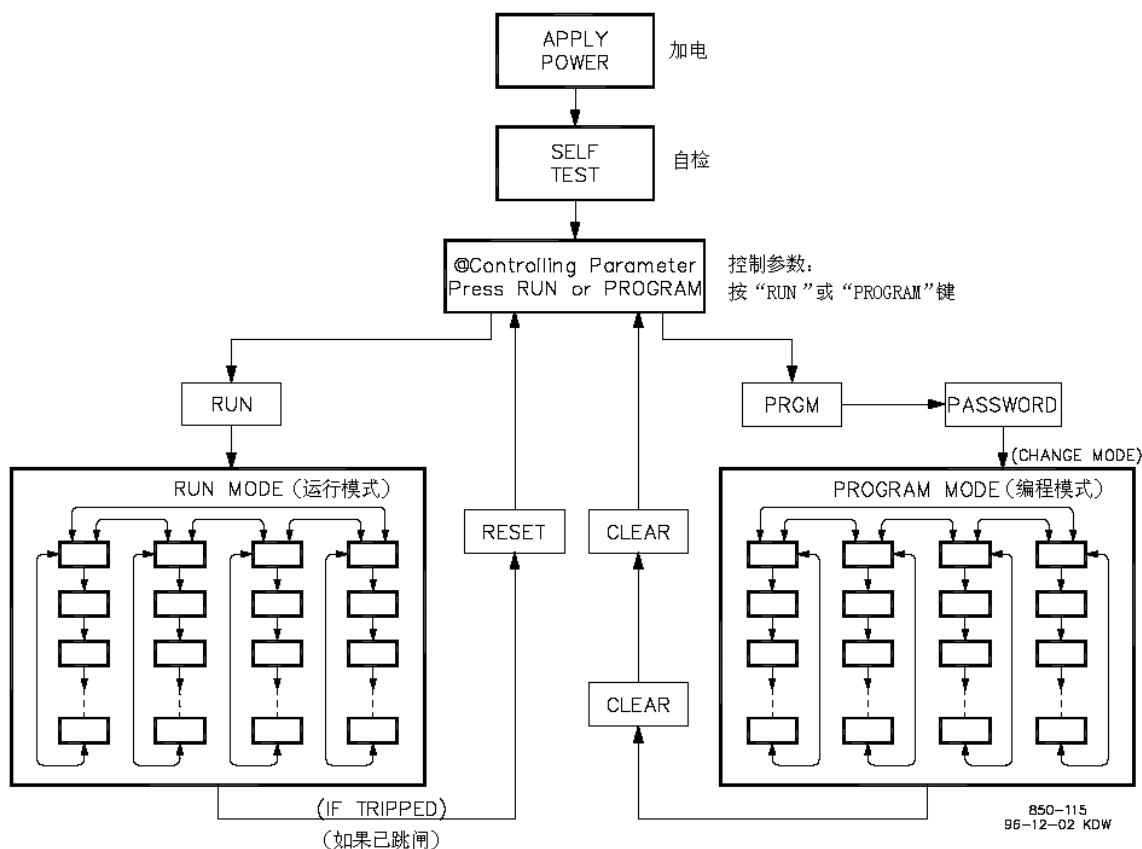 APPLY
POWER
加电
SELF
TEST
自检
@Controlling Parameter
Press RUN or PROGRAM
控制参数:
按“RUN”或“PROGRAM”键
RUN
PRGM
PASSWORD
(CHANGE MODE)
RUN MODE(运行模式)
PROGRAM MODE(编程模式)
RESET
CLEAR
CLEAR
(IF TRIPPED)
(如果已跳闸)
850-115
96-12-02 KDW